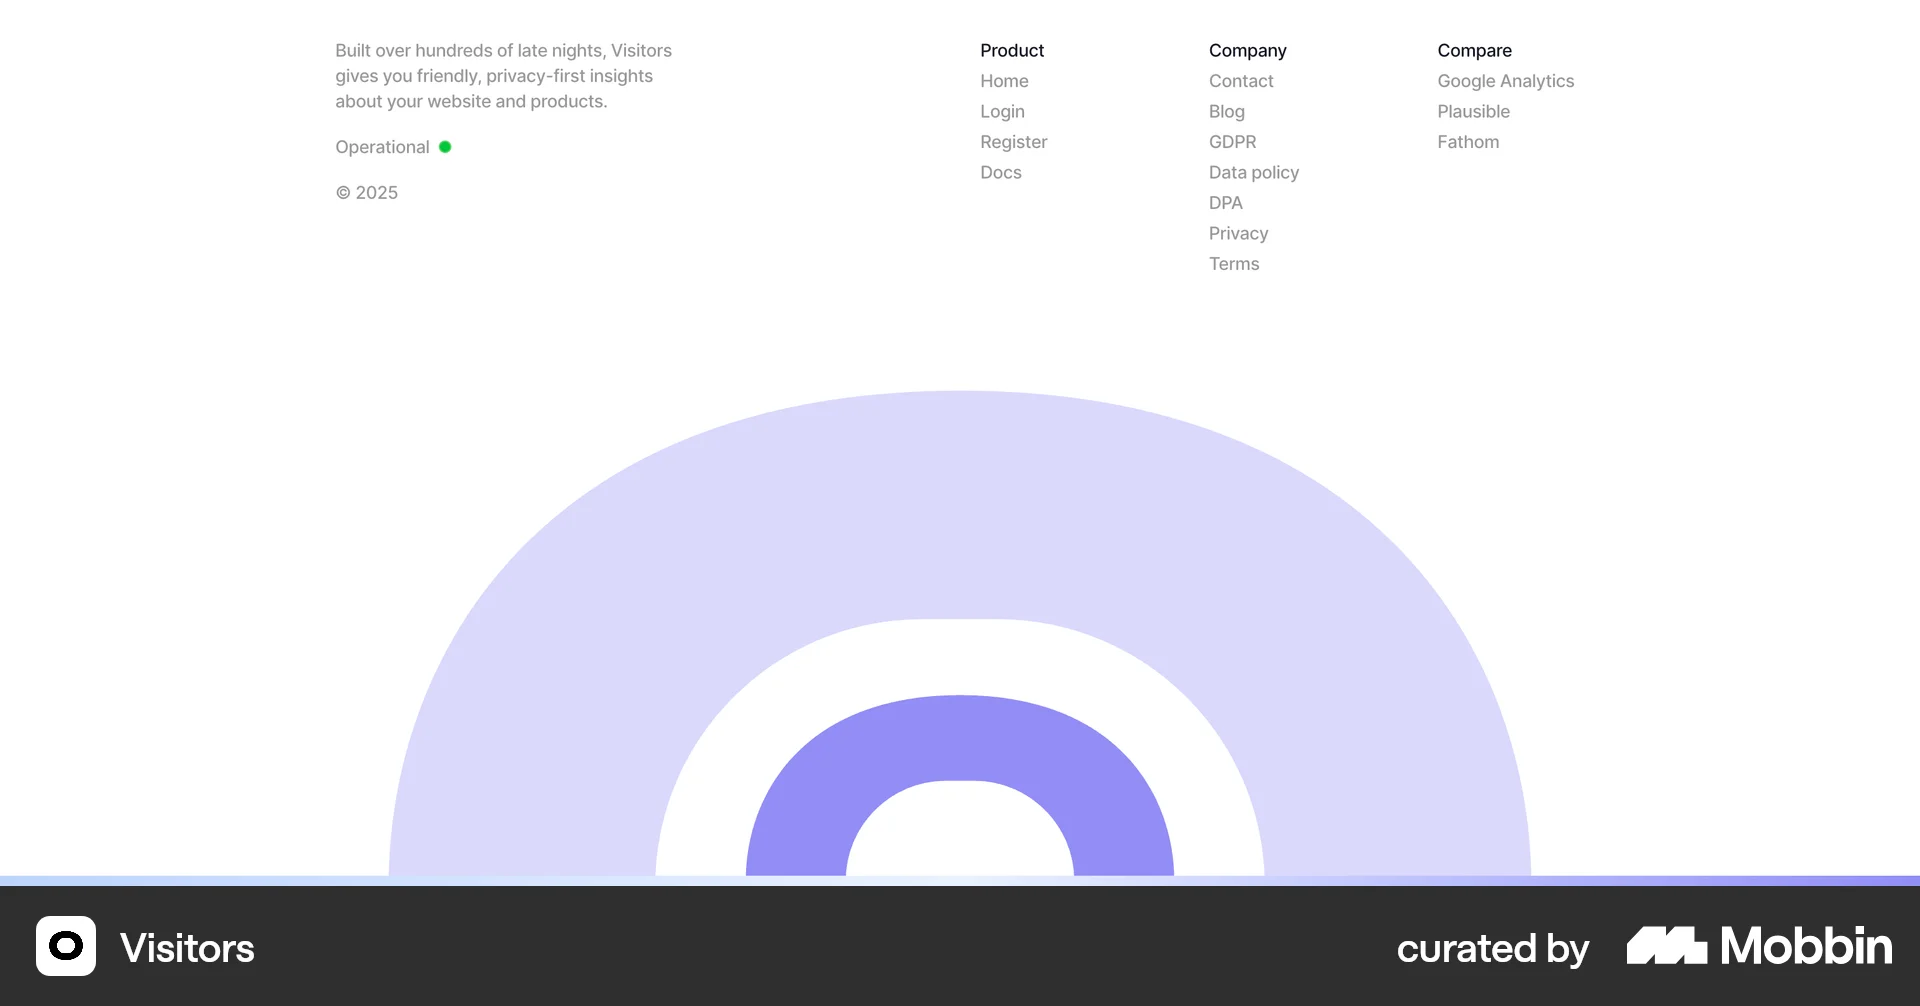 Built over hundreds of late nights, Visitors
gives you friendly, privacy-first insights
about your website and products.
Operational
© 2025
Product
Home
Login
Register
Docs
Company
Contact
Blog
GDPR
Data policy
DPA
Privacy
Terms
Compare
Google Analytics
Plausible
Fathom
Visitors
curated by Mobbin